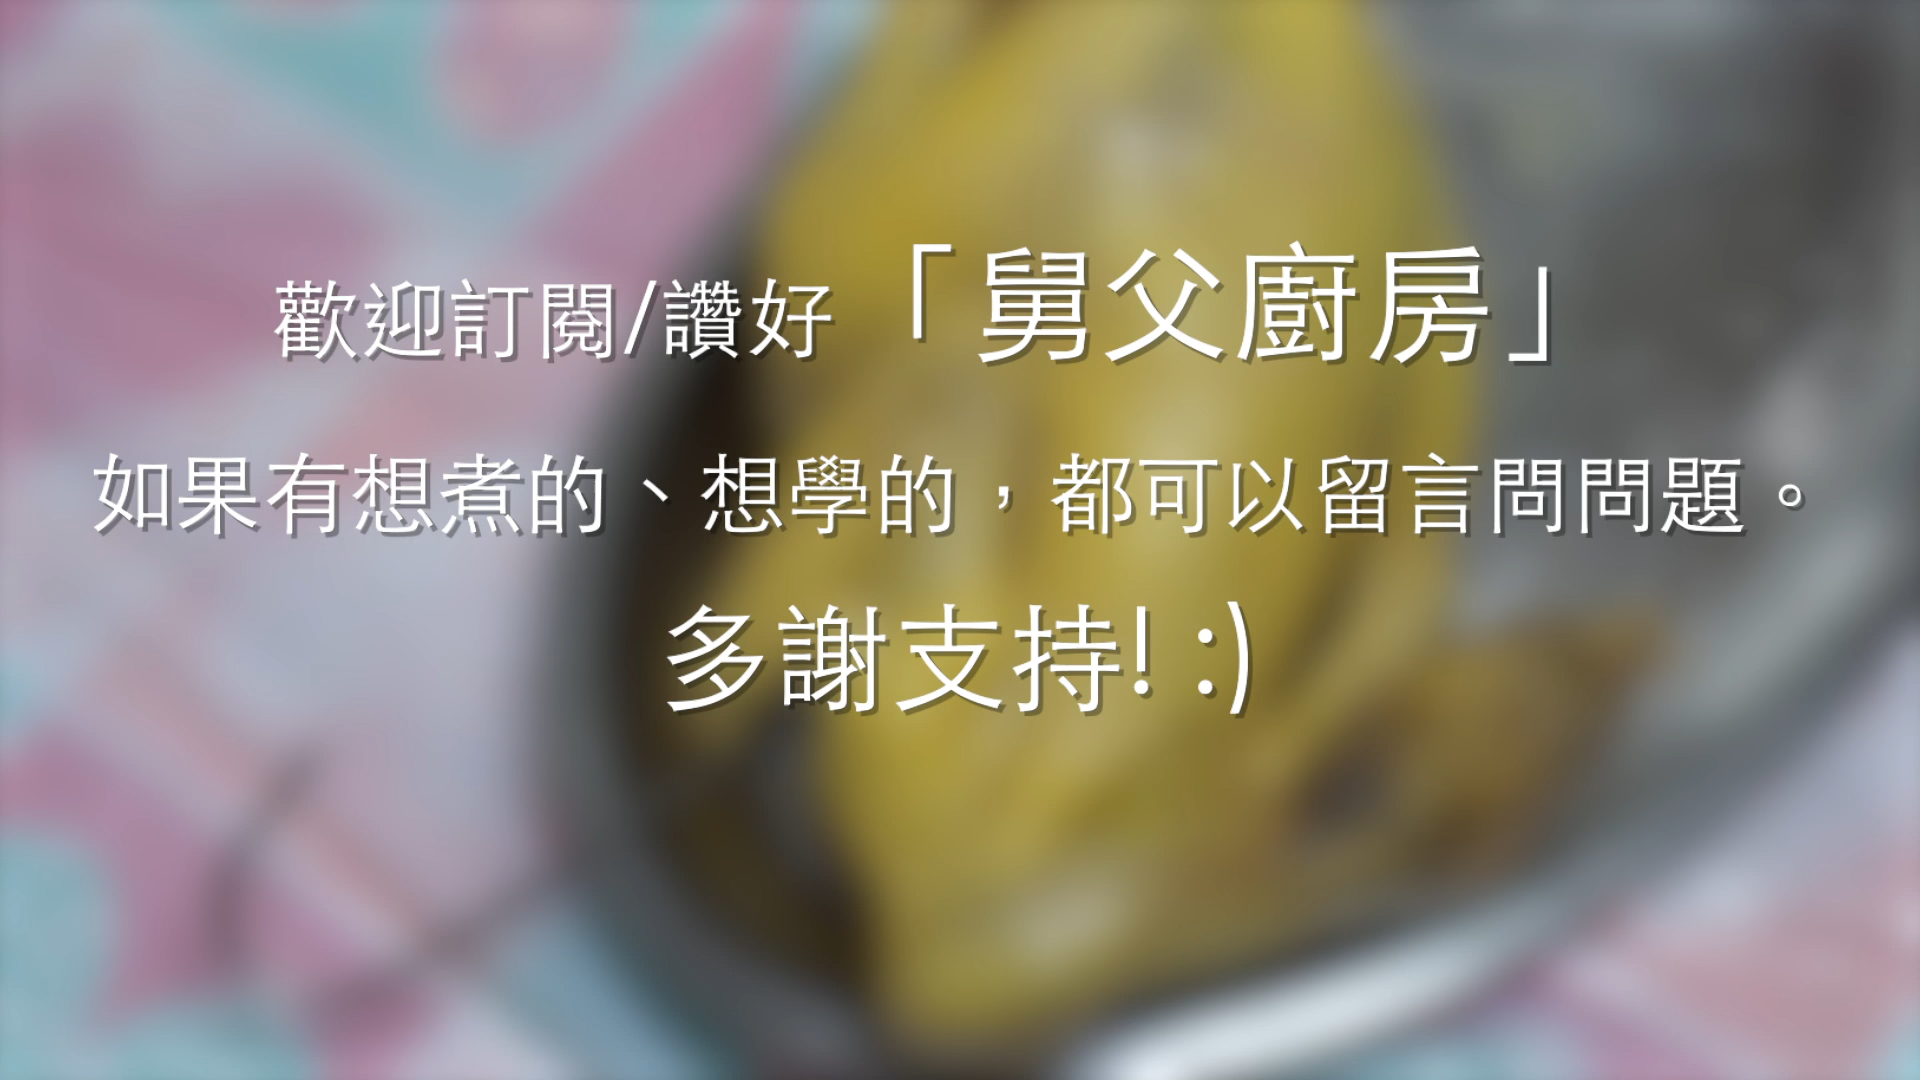 歡迎訂閱/讚好「舅父廚房」
如果有想煮的、想學的，都可以留言問問題。
多謝支持! :)